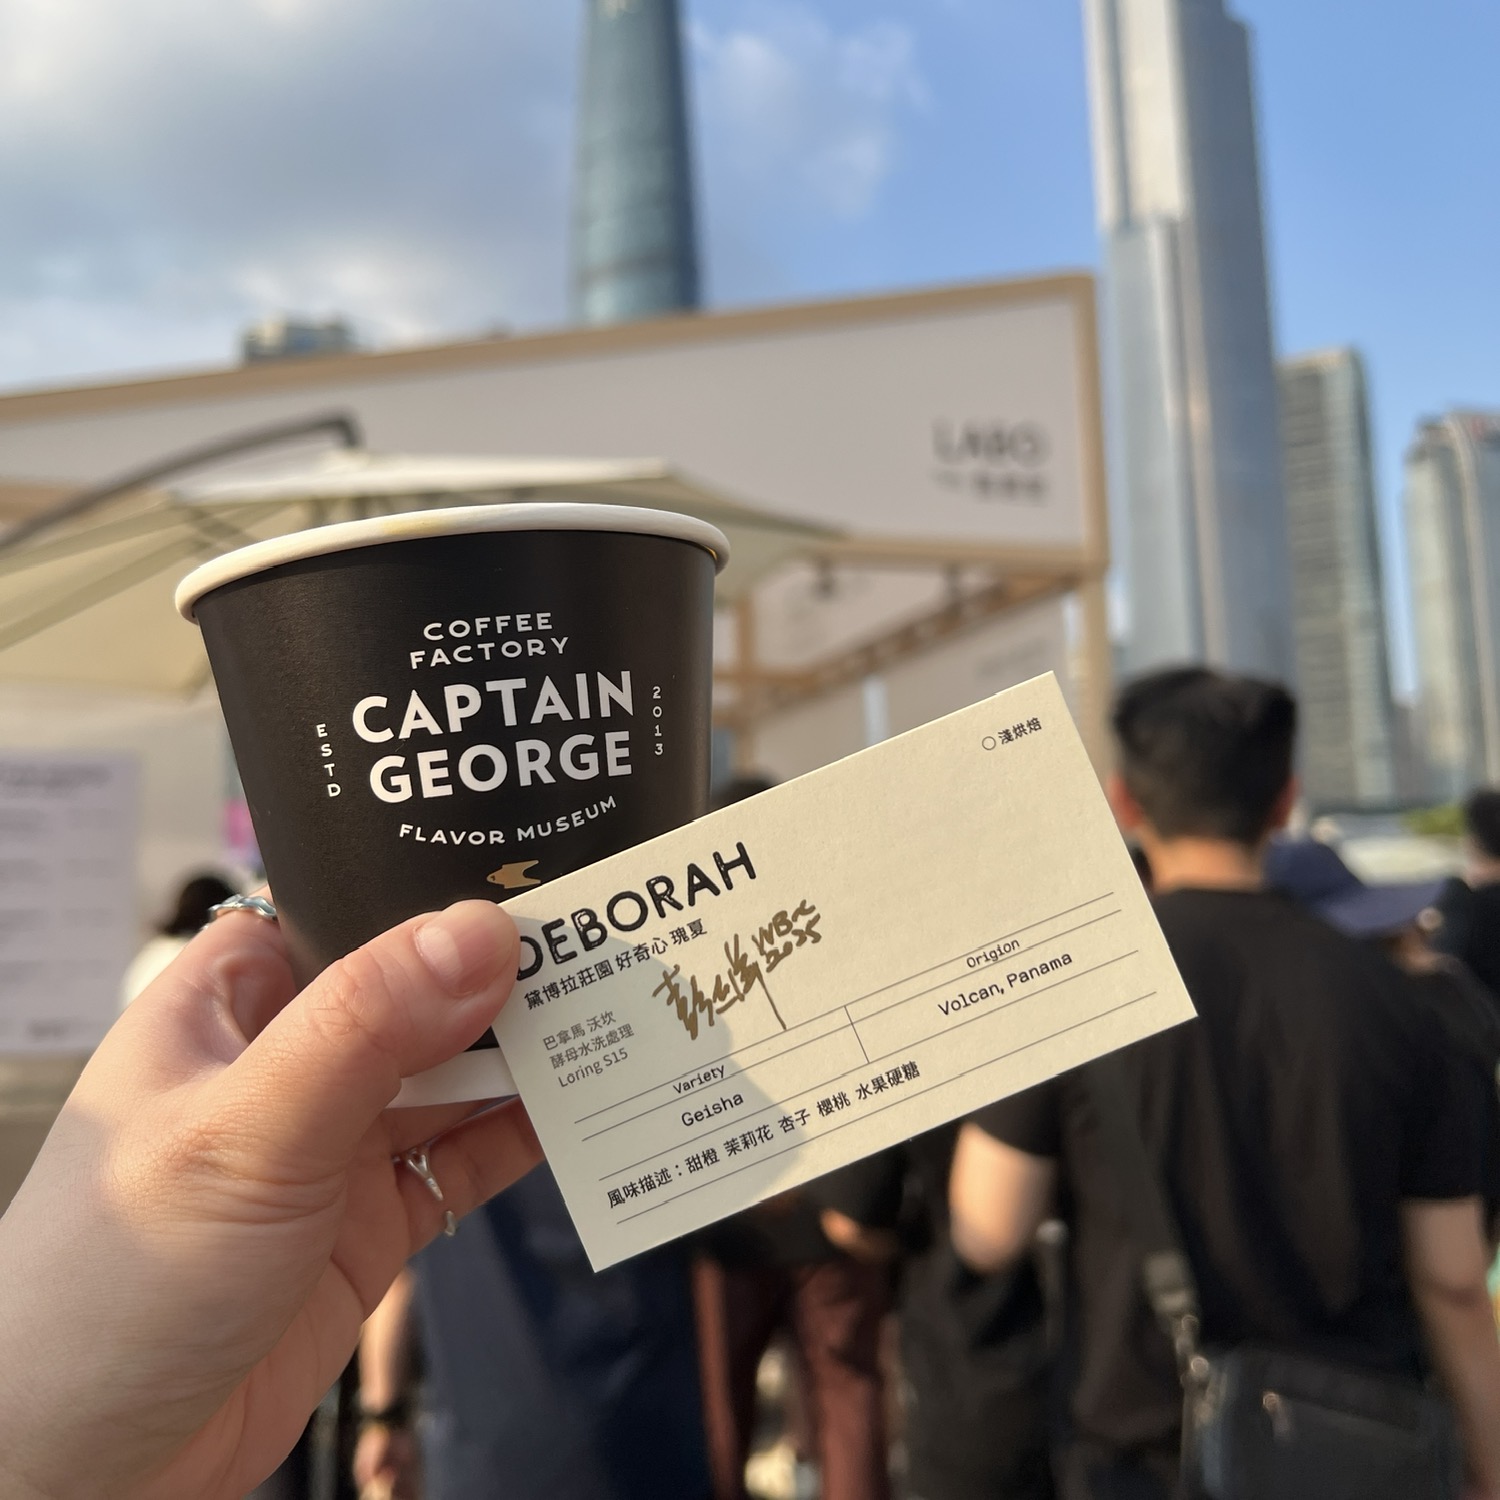 LABO
COFFEE
FACTORY
CAPTAIN
GEORGE
ESTD
2013
FLAVOR MUSEUM
○淺烘焙
DEBORAH
黛博拉莊園 好奇心 瑰夏
WBrC
2025
巴拿馬 沃坎
酵母水洗處理
Loring S15
Variety
Geisha
Origion
Volcan, Panama
風味描述：甜橙 茉莉花 杏子 櫻桃 水果硬糖